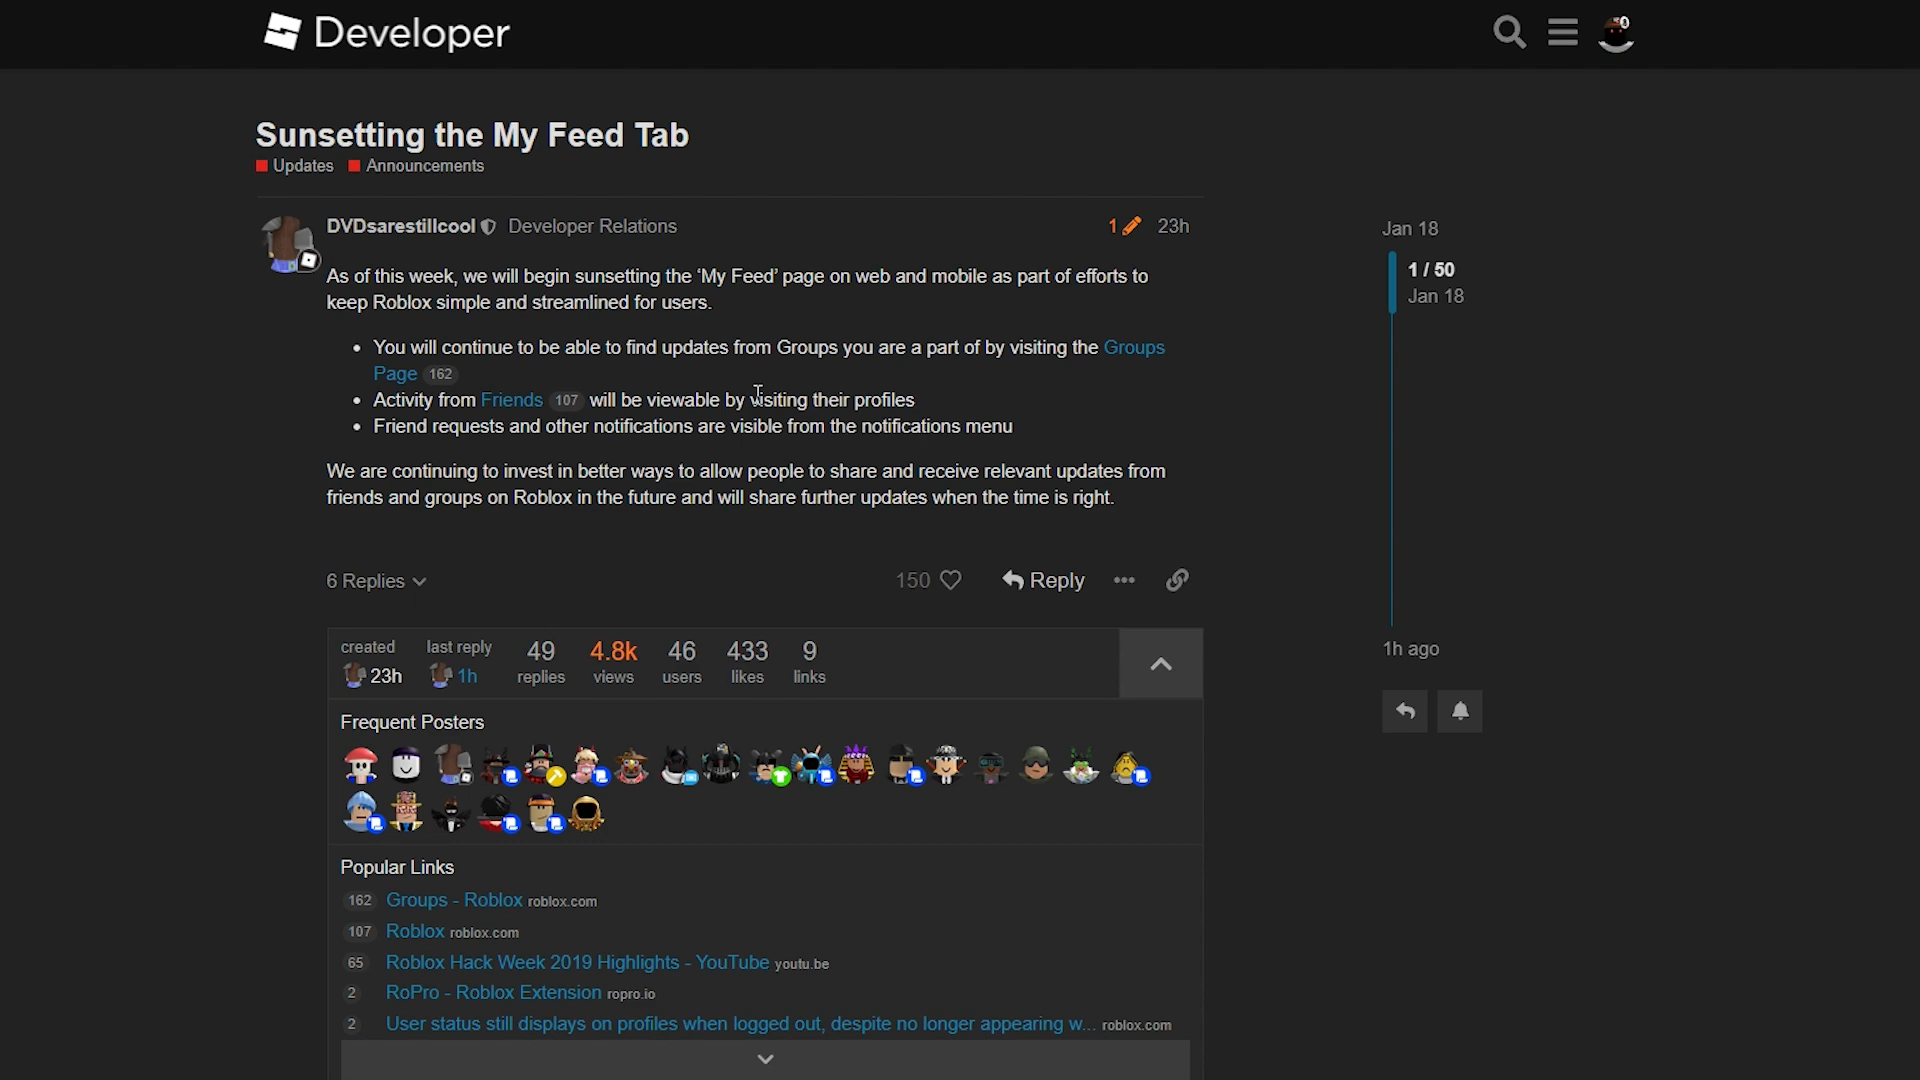 Developer
Sunsetting the My Feed Tab
Updates Announcements
DVDsarestillcool Developer Relations 1 23h
As of this week, we will begin sunsetting the ‘My Feed’ page on web and mobile as part of efforts to
keep Roblox simple and streamlined for users.
• You will continue to be able to find updates from Groups you are a part of by visiting the Groups
Page 162
• Activity from Friends 107 will be viewable by visiting their profiles
• Friend requests and other notifications are visible from the notifications menu
We are continuing to invest in better ways to allow people to share and receive relevant updates from
friends and groups on Roblox in the future and will share further updates when the time is right.
6 Replies 150 Reply
created last reply 49 4.8k 46 433 9
23h 1h replies views users likes links
Frequent Posters
Popular Links
162 Groups - Roblox roblox.com
107 Roblox roblox.com
65 Roblox Hack Week 2019 Highlights - YouTube youtu.be
2 RoPro - Roblox Extension ropro.io
2 User status still displays on profiles when logged out, despite no longer appearing w... roblox.com
Jan 18
1 / 50
Jan 18
1h ago